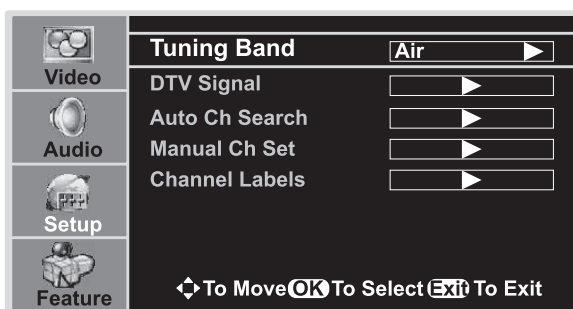 Video
Audio
Setup
Feature
Tuning Band Air
DTV Signal
Auto Ch Search
Manual Ch Set
Channel Labels
To Move OK To Select Exit To Exit